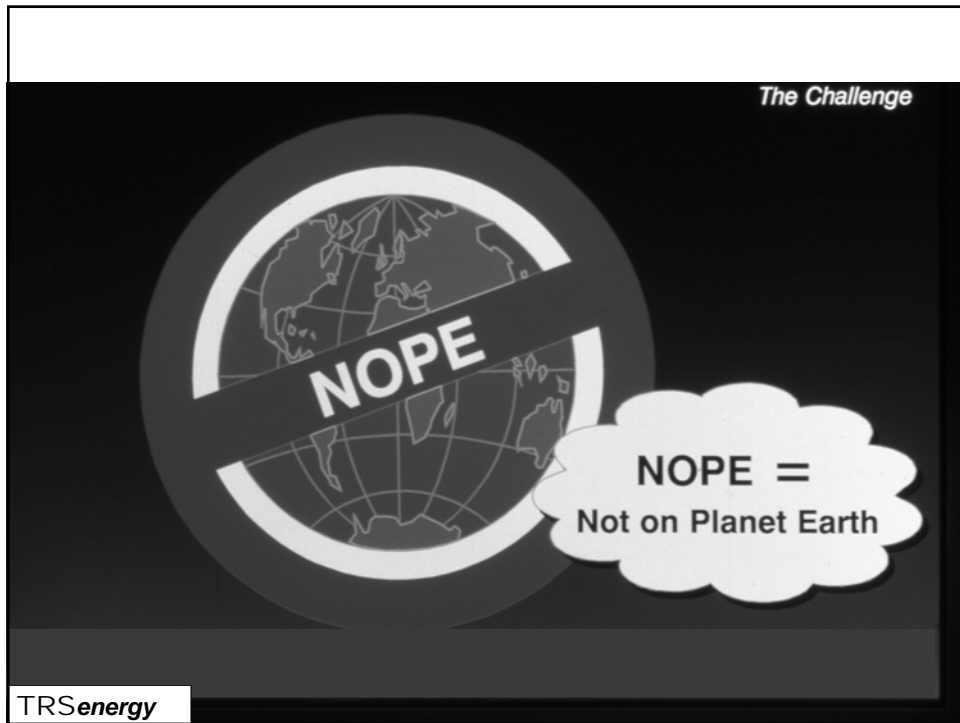 The Challenge
NOPE
NOPE =
Not on Planet Earth
TRSenergy